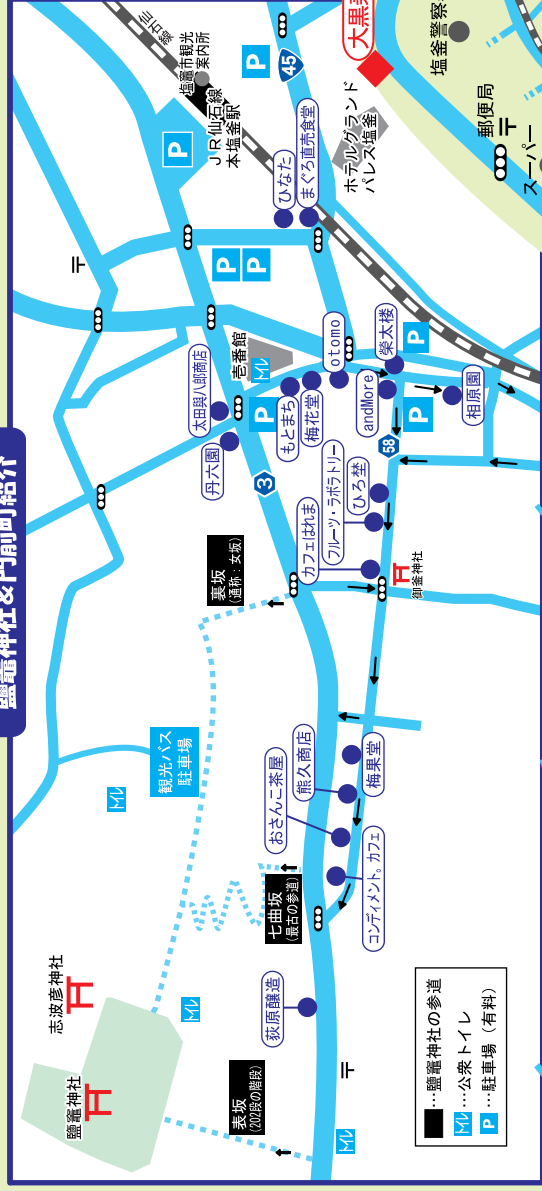 鹽竈神社&門前町紹介
鹽竈神社
志波彦神社
トイレ
表坂
(202段の階段)
トイレ
トイレ
荻原醸造
七曲坂
(最古の参道)
おさんこ茶屋
熊久商店
コンディメント。カフェ
梅果堂
トイレ
観光バス
駐車場
裏坂
(通称:女坂)
カフェはれま
フルーツ・ラボラトリー
ひろ埜
御釜神社
3
58
丹六園
太田與八郎商店
壱番館
トイレ
P
もとまち
梅花堂
otomo
andMore
榮太楼
P
P
相原園
P
P
P
ひなた
まぐろ直売食堂
塩竈市観光
案内所
JR仙石線
本塩釜駅
仙石線
P
45
ホテルグランド
パレス塩釜
塩釜警察
郵便局
スーパー
…鹽竈神社の参道
トイレ…公衆トイレ
P…駐車場(有料)